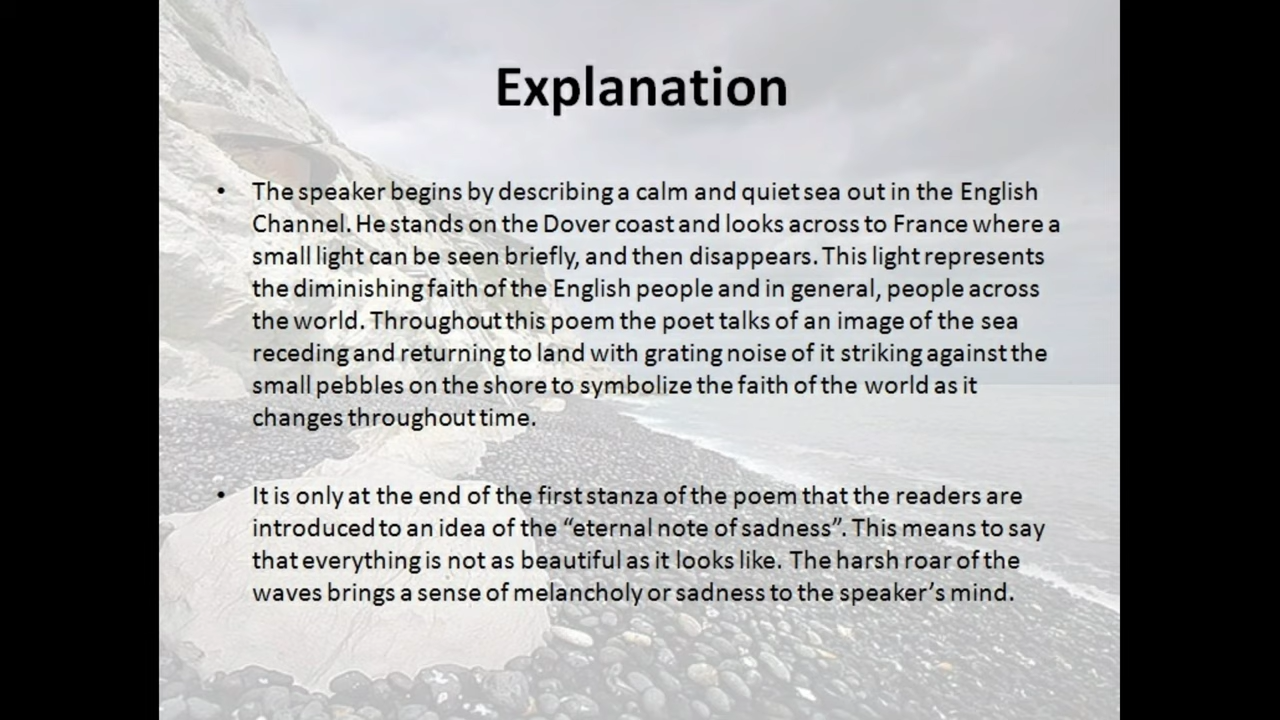 Explanation
• The speaker begins by describing a calm and quiet sea out in the English
Channel. He stands on the Dover coast and looks across to France where a
small light can be seen briefly, and then disappears. This light represents
the diminishing faith of the English people and in general, people across
the world. Throughout this poem the poet talks of an image of the sea
receding and returning to land with grating noise of it striking against the
small pebbles on the shore to symbolize the faith of the world as it
changes throughout time.
• It is only at the end of the first stanza of the poem that the readers are
introduced to an idea of the “eternal note of sadness”. This means to say
that everything is not as beautiful as it looks like. The harsh roar of the
waves brings a sense of melancholy or sadness to the speaker’s mind.